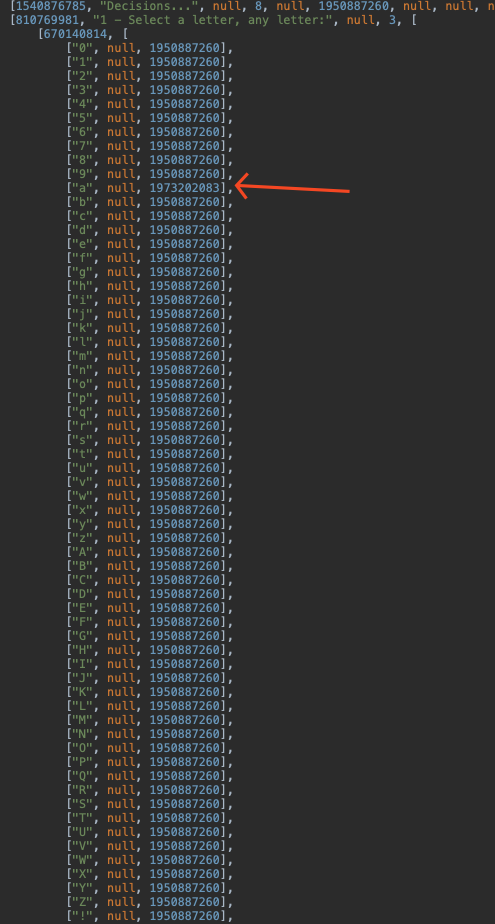 [1540876785, "Decisions...", null, 8, null, 1950887260, null, null, n
[810769981, "1 – Select a letter, any letter:", null, 3, [
[670140814, [
["0", null, 1950887260],
["1", null, 1950887260],
["2", null, 1950887260],
["3", null, 1950887260],
["4", null, 1950887260],
["5", null, 1950887260],
["6", null, 1950887260],
["7", null, 1950887260],
["8", null, 1950887260],
["9", null, 1950887260],
["a", null, 1973202083],
["b", null, 1950887260],
["c", null, 1950887260],
["d", null, 1950887260],
["e", null, 1950887260],
["f", null, 1950887260],
["g", null, 1950887260],
["h", null, 1950887260],
["i", null, 1950887260],
["j", null, 1950887260],
["k", null, 1950887260],
["l", null, 1950887260],
["m", null, 1950887260],
["n", null, 1950887260],
["o", null, 1950887260],
["p", null, 1950887260],
["q", null, 1950887260],
["r", null, 1950887260],
["s", null, 1950887260],
["t", null, 1950887260],
["u", null, 1950887260],
["v", null, 1950887260],
["w", null, 1950887260],
["x", null, 1950887260],
["y", null, 1950887260],
["z", null, 1950887260],
["A", null, 1950887260],
["B", null, 1950887260],
["C", null, 1950887260],
["D", null, 1950887260],
["E", null, 1950887260],
["F", null, 1950887260],
["G", null, 1950887260],
["H", null, 1950887260],
["I", null, 1950887260],
["J", null, 1950887260],
["K", null, 1950887260],
["L", null, 1950887260],
["M", null, 1950887260],
["N", null, 1950887260],
["O", null, 1950887260],
["P", null, 1950887260],
["Q", null, 1950887260],
["R", null, 1950887260],
["S", null, 1950887260],
["T", null, 1950887260],
["U", null, 1950887260],
["V", null, 1950887260],
["W", null, 1950887260],
["X", null, 1950887260],
["Y", null, 1950887260],
["Z", null, 1950887260],
["!", null, 1950887260],